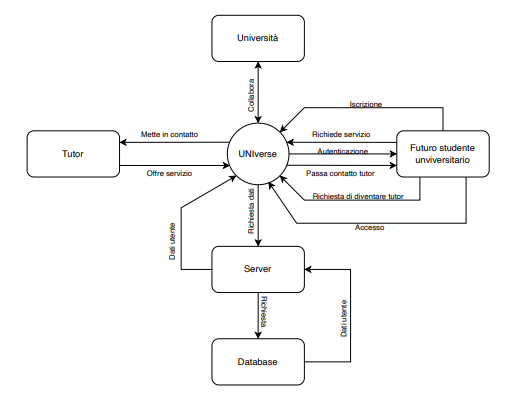 Università
Collabora
Iscrizione
Mette in contatto
Richiede servizio
Tutor
UNIverse
Autenticazione
Futuro studente
unviversitario
Offre servizio
Passa contatto tutor
Richiesta di diventare tutor
Richiesta dati
Accesso
Dati utente
Server
Richiesta
Dati utente
Database